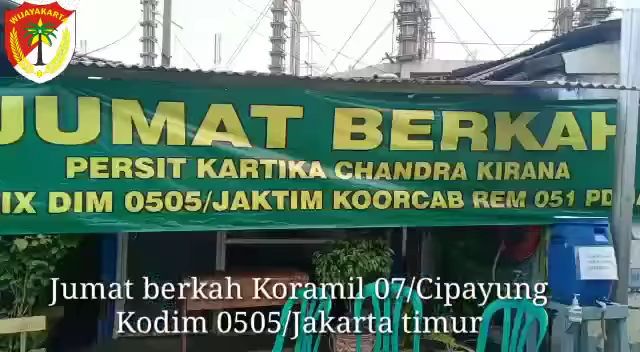 WIJAYAKARTA
JUMAT BERKAH
PERSIT KARTIKA CHANDRA KIRANA
IX DIM 0505/JAKTIM KOORCAB REM 051 PD
Jumat berkah Koramil 07/Cipayung
Kodim 0505/Jakarta timur